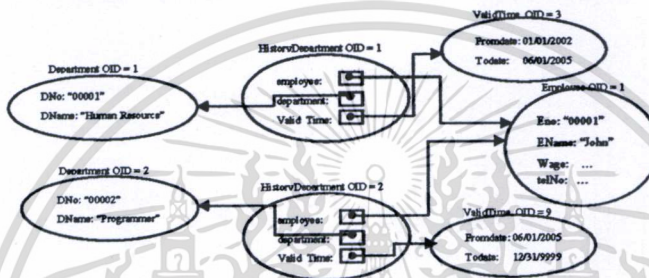 ValidTime OID = 3
Fromdate: 01/01/2002
Todate: 06/01/2005
HistoryDepartment OID = 1
employee:
department:
Valid Time:
Department OID = 1
DNo: "00001"
DName: "Human Resource"
Employee OID = 1
Eno: "00001"
EName: "John"
Wage: ...
telNo: ...
Department OID = 2
DNo: "00002"
DName: "Programmer"
HistoryDepartment OID = 2
employee:
department:
Valid Time:
ValidTime OID = 9
Fromdate: 06/01/2005
Todate: 12/31/9999